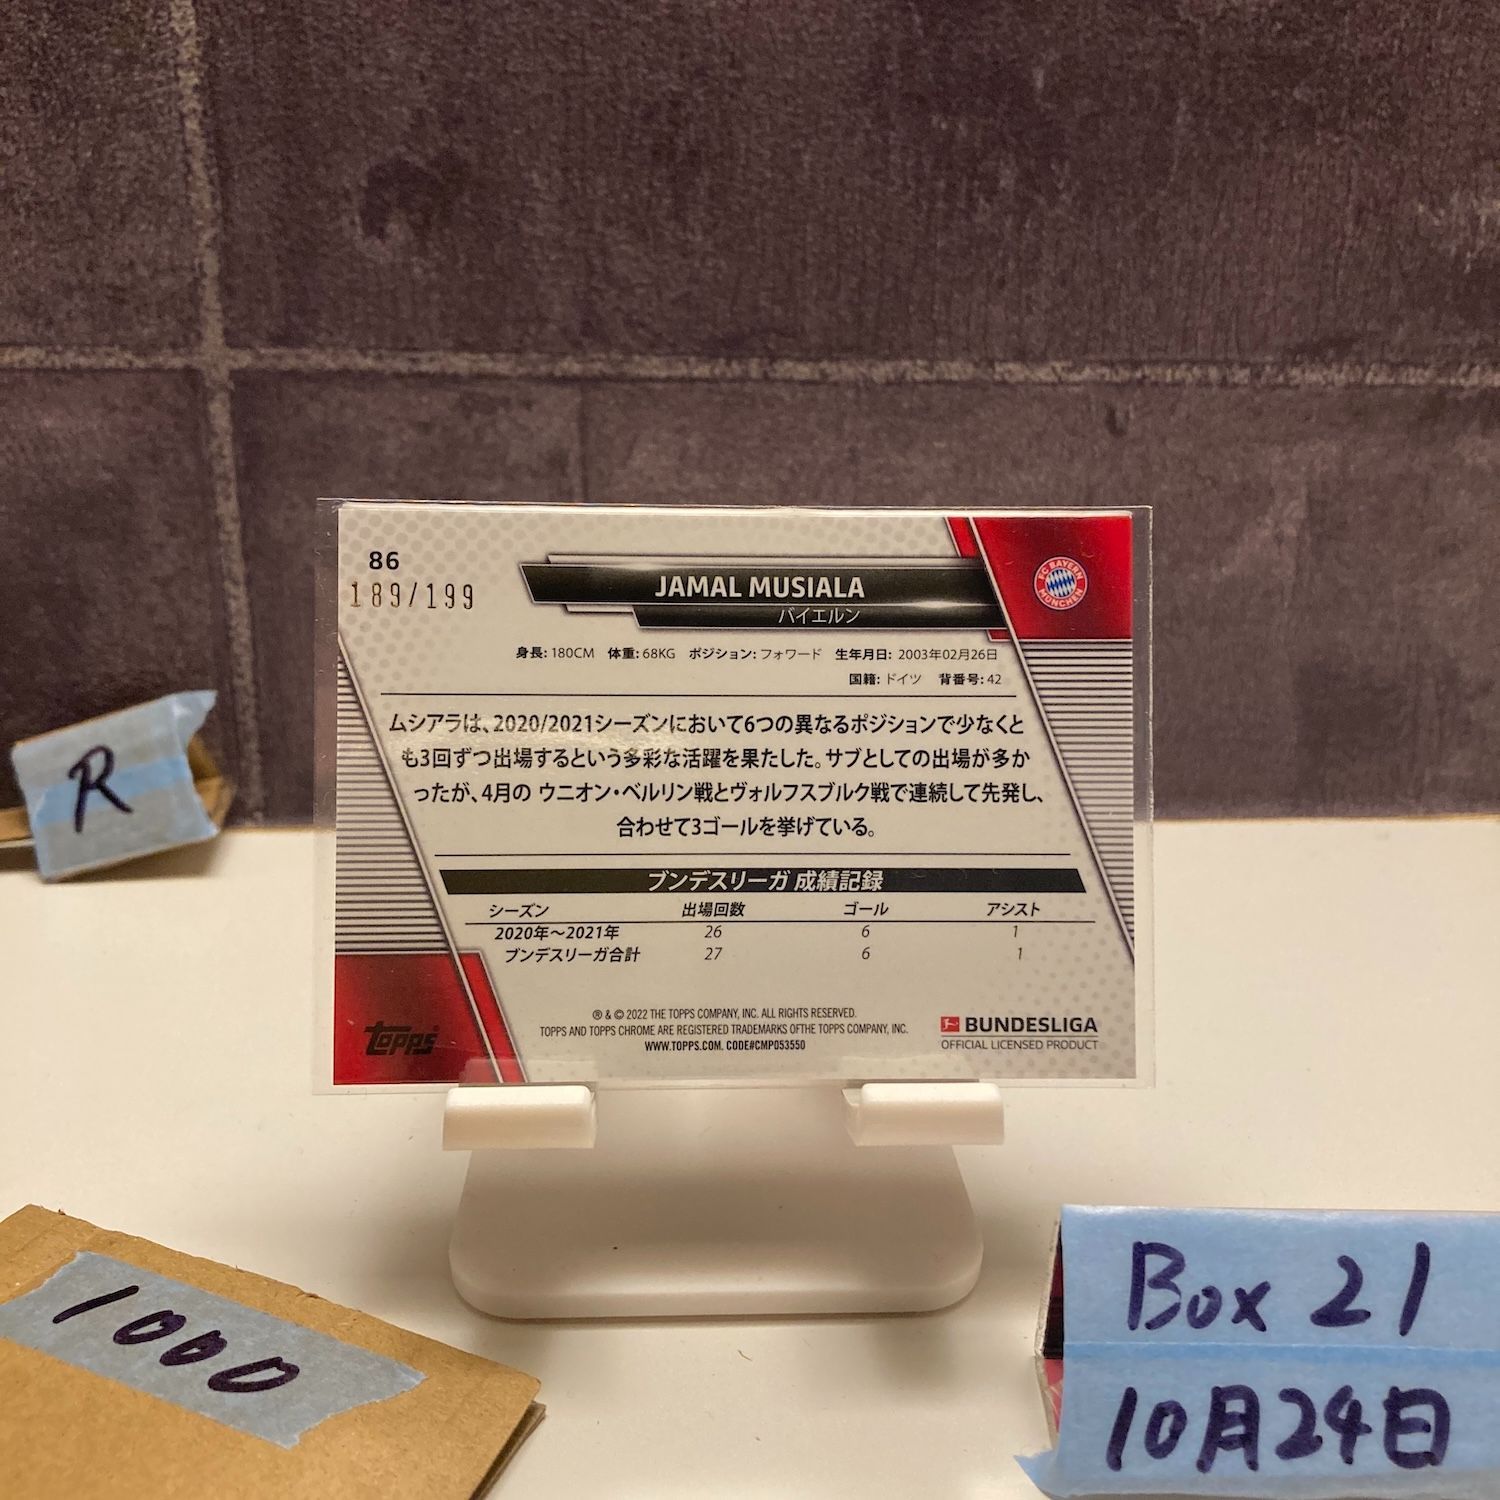 86
189/199
JAMAL MUSIALA
バイエルン
FC BAYERN
MÜNCHEN
身長: 180CM 体重: 68KG ポジション: フォワード 生年月日: 2003年02月26日
国籍: ドイツ 背番号: 42
ムシアラは、2020/2021シーズンにおいて6つの異なるポジションで少なくと
も3回ずつ出場するという多彩な活躍を果たした。サブとしての出場が多か
ったが、4月の ウニオン・ベルリン戦とヴォルフスブルク戦で連続して先発し、
合わせて3ゴールを挙げている。
ブンデスリーガ 成績記録
シーズン 出場回数 ゴール アシスト
2020年～2021年 26 6 1
ブンデスリーガ合計 27 6 1
topps
® & © 2022 THE TOPPS COMPANY, INC. ALL RIGHTS RESERVED.
TOPPS AND TOPPS CHROME ARE REGISTERED TRADEMARKS OFTHE TOPPS COMPANY, INC.
WWW.TOPPS.COM. CODE#CMP053550
BUNDESLIGA
OFFICIAL LICENSED PRODUCT
R
1000
Box 21
10月24日